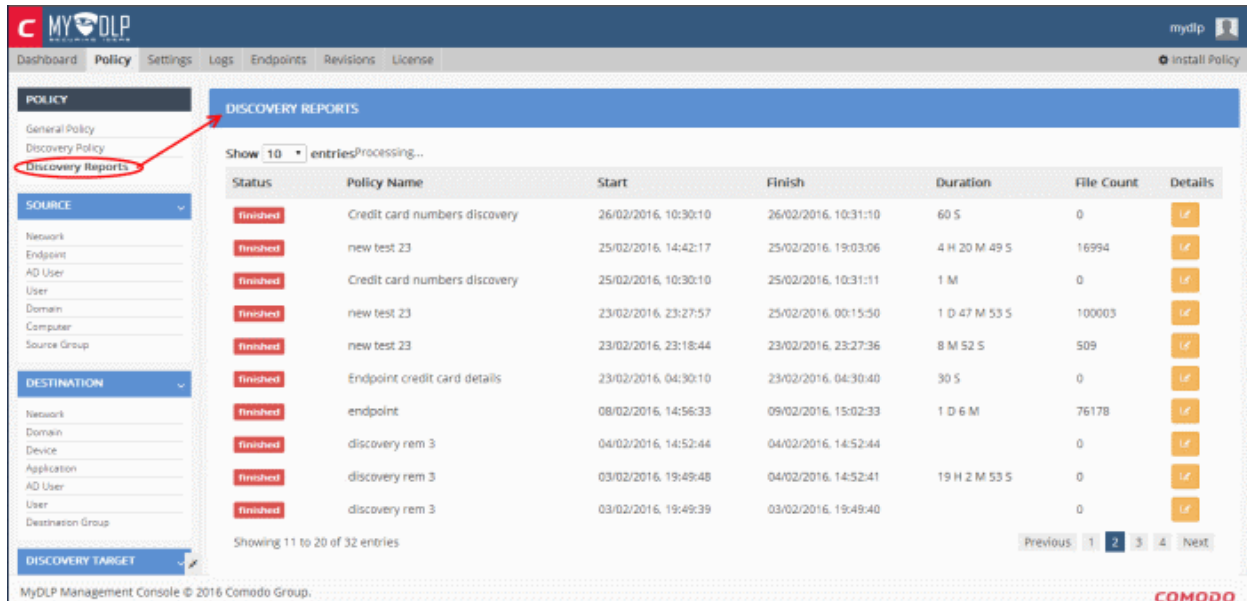 C MY DLP
SECURING IDEAS
mydlp
Dashboard Policy Settings Logs Endpoints Revisions License Install Policy
POLICY
General Policy
Discovery Policy
Discovery Reports
SOURCE
Network
Endpoint
AD User
User
Domain
Computer
Source Group
DESTINATION
Network
Domain
Device
Application
AD User
User
Destination Group
DISCOVERY TARGET
DISCOVERY REPORTS
Show 10 entries Processing...
Status Policy Name Start Finish Duration File Count Details
finished Credit card numbers discovery 26/02/2016, 10:30:10 26/02/2016, 10:31:10 60 S 0
finished new test 23 25/02/2016, 14:42:17 25/02/2016, 19:03:06 4 H 20 M 49 S 16994
finished Credit card numbers discovery 25/02/2016, 10:30:10 25/02/2016, 10:31:11 1 M 0
finished new test 23 23/02/2016, 23:27:57 25/02/2016, 00:15:50 1 D 47 M 53 S 100003
finished new test 23 23/02/2016, 23:18:44 23/02/2016, 23:27:36 8 M 52 S 509
finished Endpoint credit card details 23/02/2016, 04:30:10 23/02/2016, 04:30:40 30 S 0
finished endpoint 08/02/2016, 14:56:33 09/02/2016, 15:02:33 1 D 6 M 76178
finished discovery rem 3 04/02/2016, 14:52:44 04/02/2016, 14:52:44 0
finished discovery rem 3 03/02/2016, 19:49:48 04/02/2016, 14:52:41 19 H 2 M 53 S 0
finished discovery rem 3 03/02/2016, 19:49:39 03/02/2016, 19:49:40 0
Showing 11 to 20 of 32 entries
Previous 1 2 3 4 Next
MyDLP Management Console © 2016 Comodo Group.
COMODO